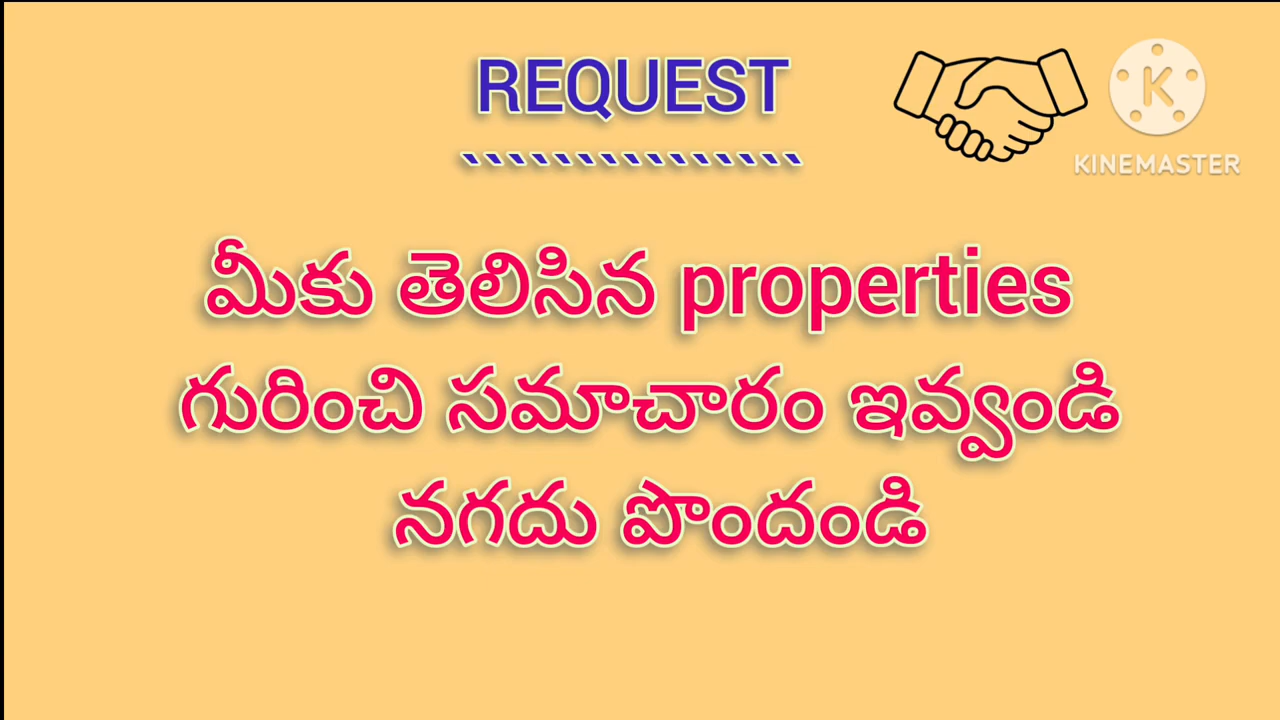 REQUEST
KINEMASTER
మీకు తెలిసిన properties
గురించి సమాచారం ఇవ్వండి
నగదు పొందండి